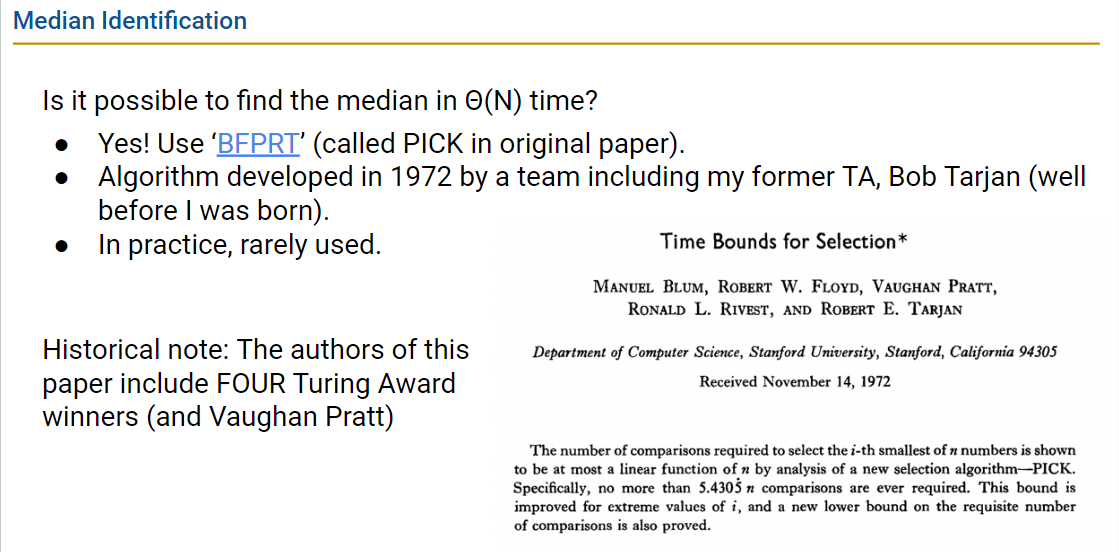 Median Identification
Is it possible to find the median in Θ(N) time?
● Yes! Use ‘BFPRT’ (called PICK in original paper).
● Algorithm developed in 1972 by a team including my former TA, Bob Tarjan (well
before I was born).
● In practice, rarely used.
Historical note: The authors of this
paper include FOUR Turing Award
winners (and Vaughan Pratt)
Time Bounds for Selection*
MANUEL BLUM, ROBERT W. FLOYD, VAUGHAN PRATT,
RONALD L. RIVEST, AND ROBERT E. TARJAN
Department of Computer Science, Stanford University, Stanford, California 94305
Received November 14, 1972
The number of comparisons required to select the i-th smallest of n numbers is shown
to be at most a linear function of n by analysis of a new selection algorithm—PICK.
Specifically, no more than 5.4305 n comparisons are ever required. This bound is
improved for extreme values of i, and a new lower bound on the requisite number
of comparisons is also proved.